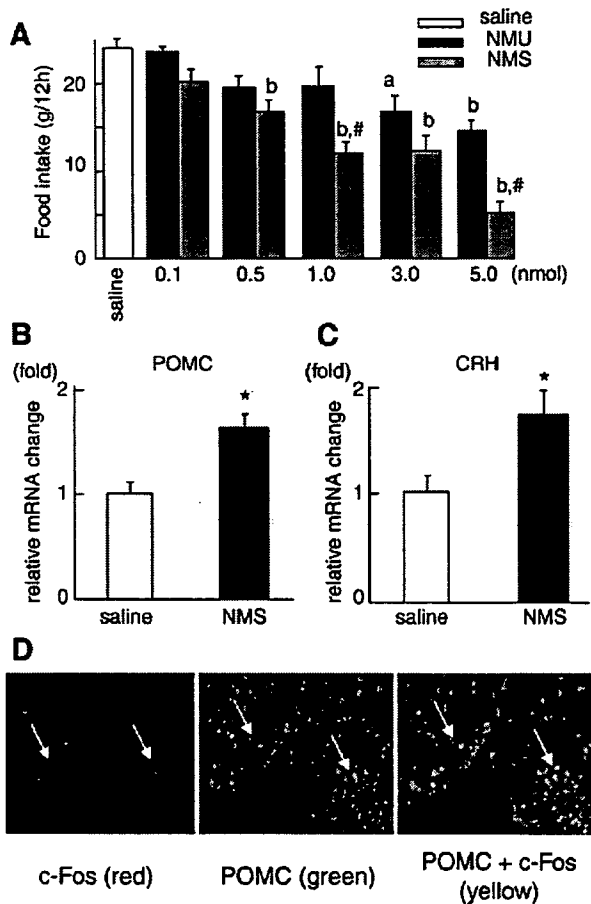 A
saline
NMU
NMS
Food intake (g/12h)
20
10
0
b
b,#
a
b
b
b,#
saline
0.1
0.5
1.0
3.0
5.0
(nmol)
B
(fold)
POMC
relative mRNA change
2
1
0
*
saline
NMS
C
(fold)
CRH
relative mRNA change
2
1
0
*
saline
NMS
D
c-Fos (red)
POMC (green)
POMC + c-Fos
(yellow)